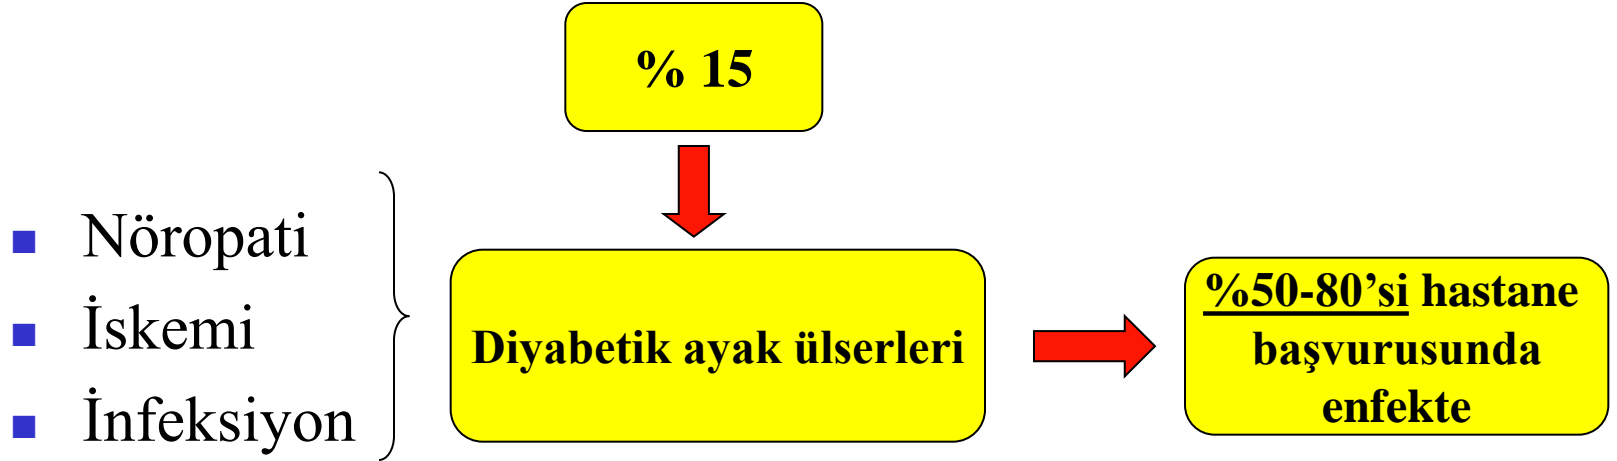 % 15
Nöropati
İskemi
İnfeksiyon
Diyabetik ayak ülserleri
%50-80’si hastane
başvurusunda
enfekte